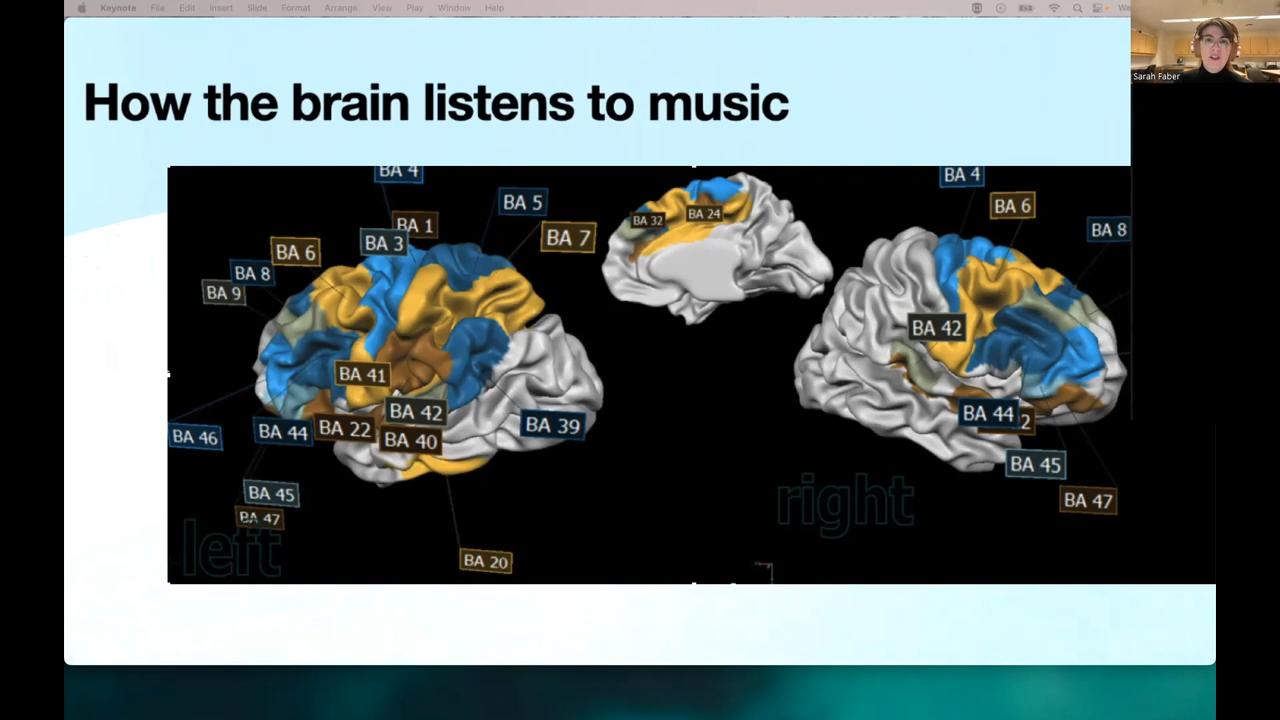 Keynote File Edit Insert Slide Format Arrange View Play Window Help
Sarah Faber
How the brain listens to music
BA 4
BA 5
BA 1
BA 3
BA 7
BA 6
BA 8
BA 9
BA 41
BA 42
BA 22
BA 40
BA 39
BA 46
BA 44
BA 45
BA 47
BA 20
left
BA 32
BA 24
BA 4
BA 6
BA 8
BA 42
BA 44
2
BA 45
BA 47
right